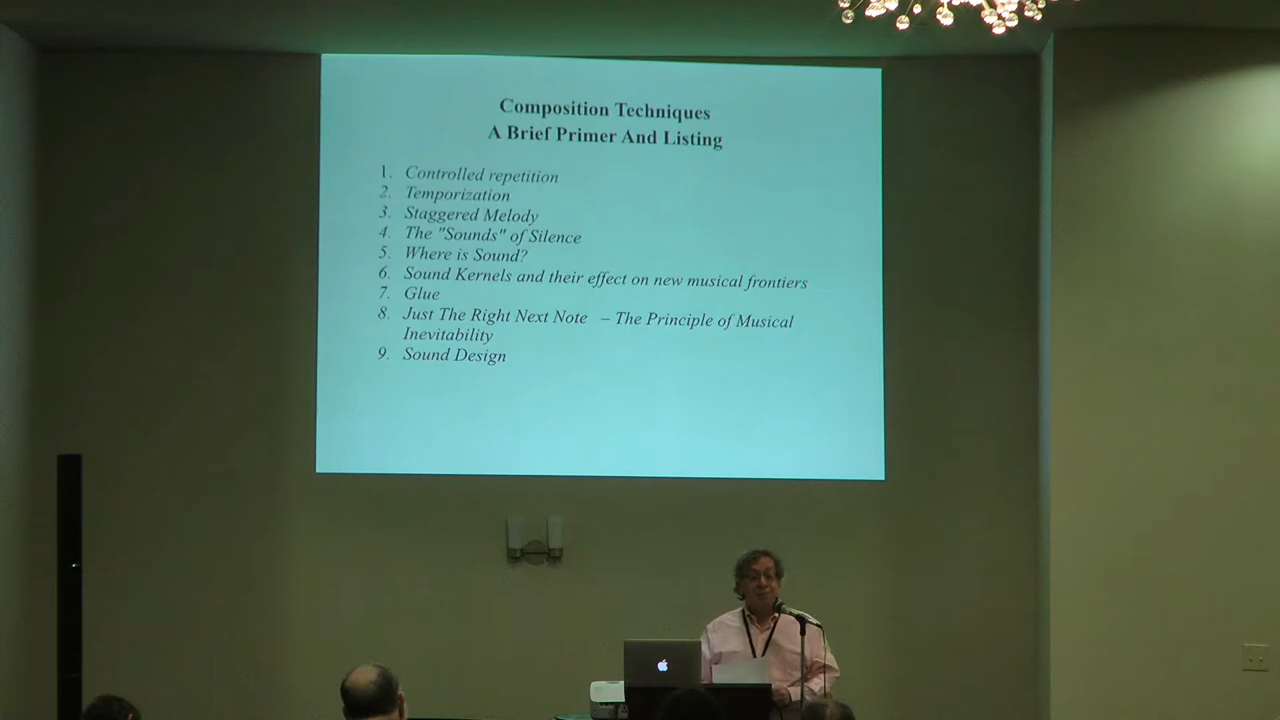 Composition Techniques
A Brief Primer And Listing
1. Controlled repetition
2. Temporization
3. Staggered Melody
4. The "Sounds" of Silence
5. Where is Sound?
6. Sound Kernels and their effect on new musical frontiers
7. Glue
8. Just The Right Next Note – The Principle of Musical
Inevitability
9. Sound Design